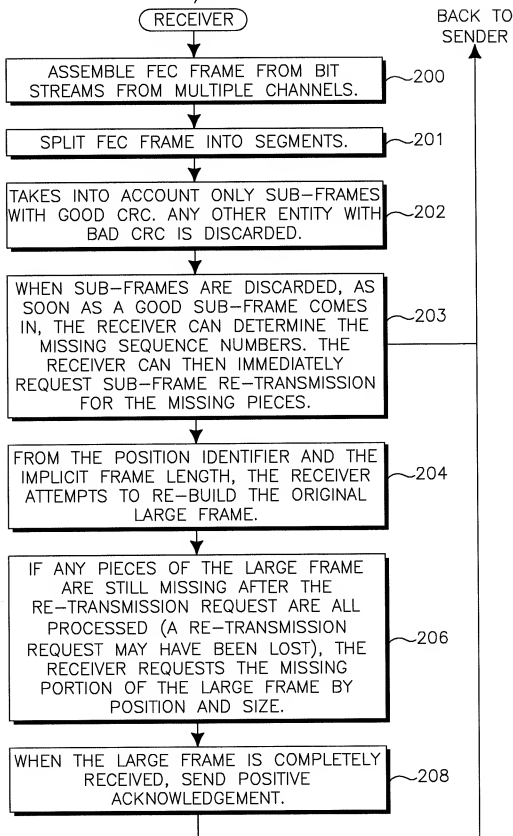 RECEIVER
BACK TO
SENDER
ASSEMBLE FEC FRAME FROM BIT
STREAMS FROM MULTIPLE CHANNELS.
200
SPLIT FEC FRAME INTO SEGMENTS.
201
TAKES INTO ACCOUNT ONLY SUB-FRAMES
WITH GOOD CRC. ANY OTHER ENTITY WITH
BAD CRC IS DISCARDED.
202
WHEN SUB-FRAMES ARE DISCARDED, AS
SOON AS A GOOD SUB-FRAME COMES
IN, THE RECEIVER CAN DETERMINE THE
MISSING SEQUENCE NUMBERS. THE
RECEIVER CAN THEN IMMEDIATELY
REQUEST SUB-FRAME RE-TRANSMISSION
FOR THE MISSING PIECES.
203
FROM THE POSITION IDENTIFIER AND THE
IMPLICIT FRAME LENGTH, THE RECEIVER
ATTEMPTS TO RE-BUILD THE ORIGINAL
LARGE FRAME.
204
IF ANY PIECES OF THE LARGE FRAME
ARE STILL MISSING AFTER THE
RE-TRANSMISSION REQUEST ARE ALL
PROCESSED (A RE-TRANSMISSION
REQUEST MAY HAVE BEEN LOST), THE
RECEIVER REQUESTS THE MISSING
PORTION OF THE LARGE FRAME BY
POSITION AND SIZE.
206
WHEN THE LARGE FRAME IS COMPLETELY
RECEIVED, SEND POSITIVE
ACKNOWLEDGEMENT.
208